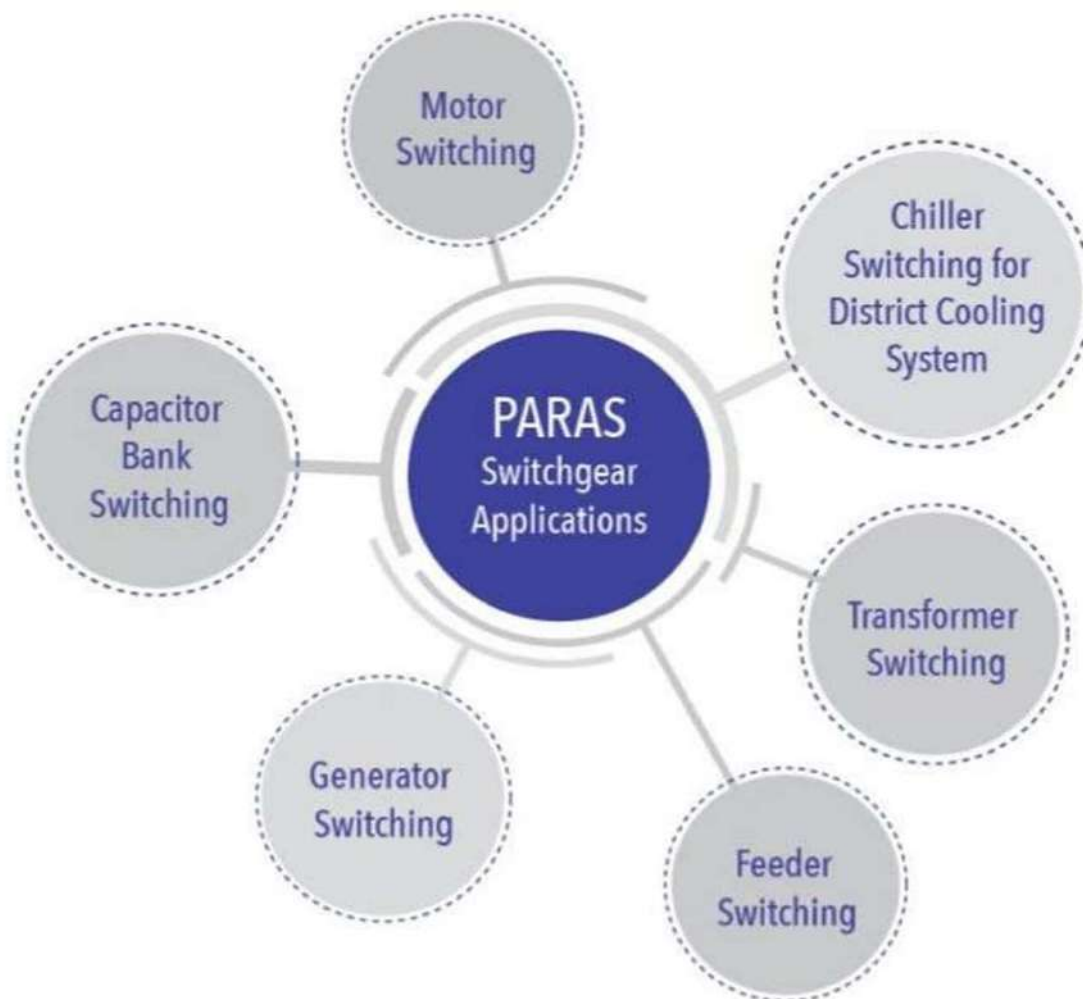 Motor
Switching
Chiller
Switching for
District Cooling
System
Capacitor
Bank
Switching
PARAS
Switchgear
Applications
Transformer
Switching
Generator
Switching
Feeder
Switching